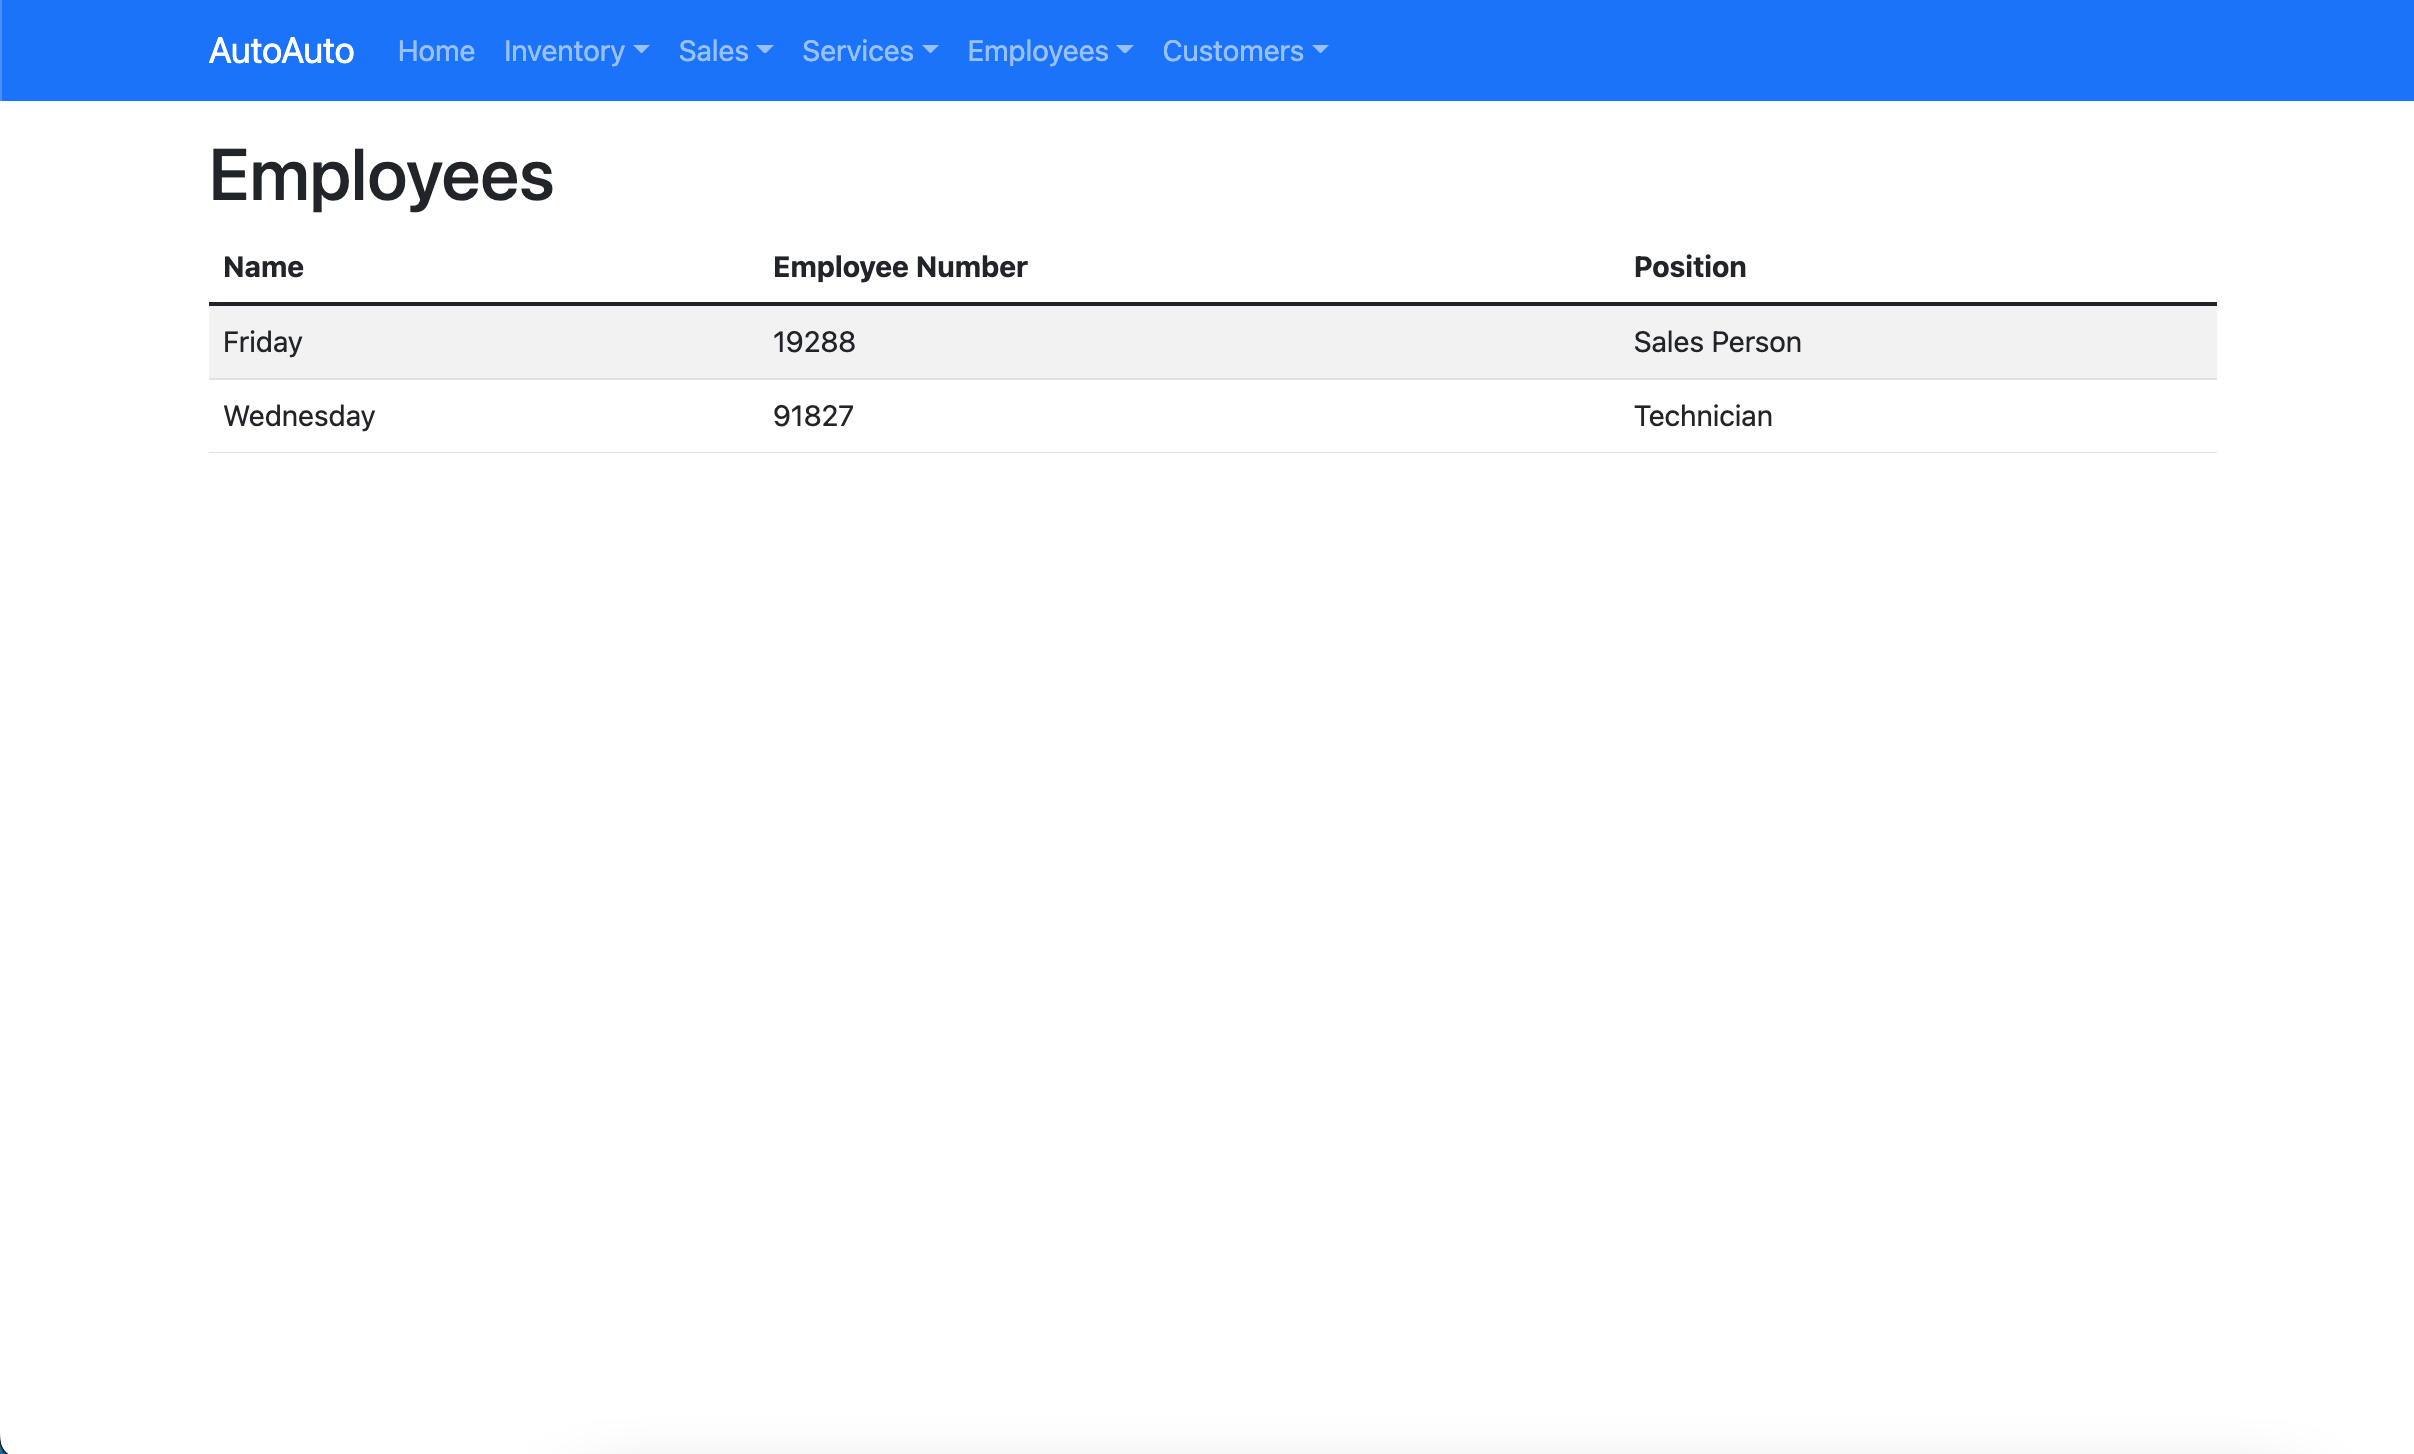 AutoAuto Home Inventory Sales Services Employees Customers
Employees
Name Employee Number Position
Friday 19288 Sales Person
Wednesday 91827 Technician